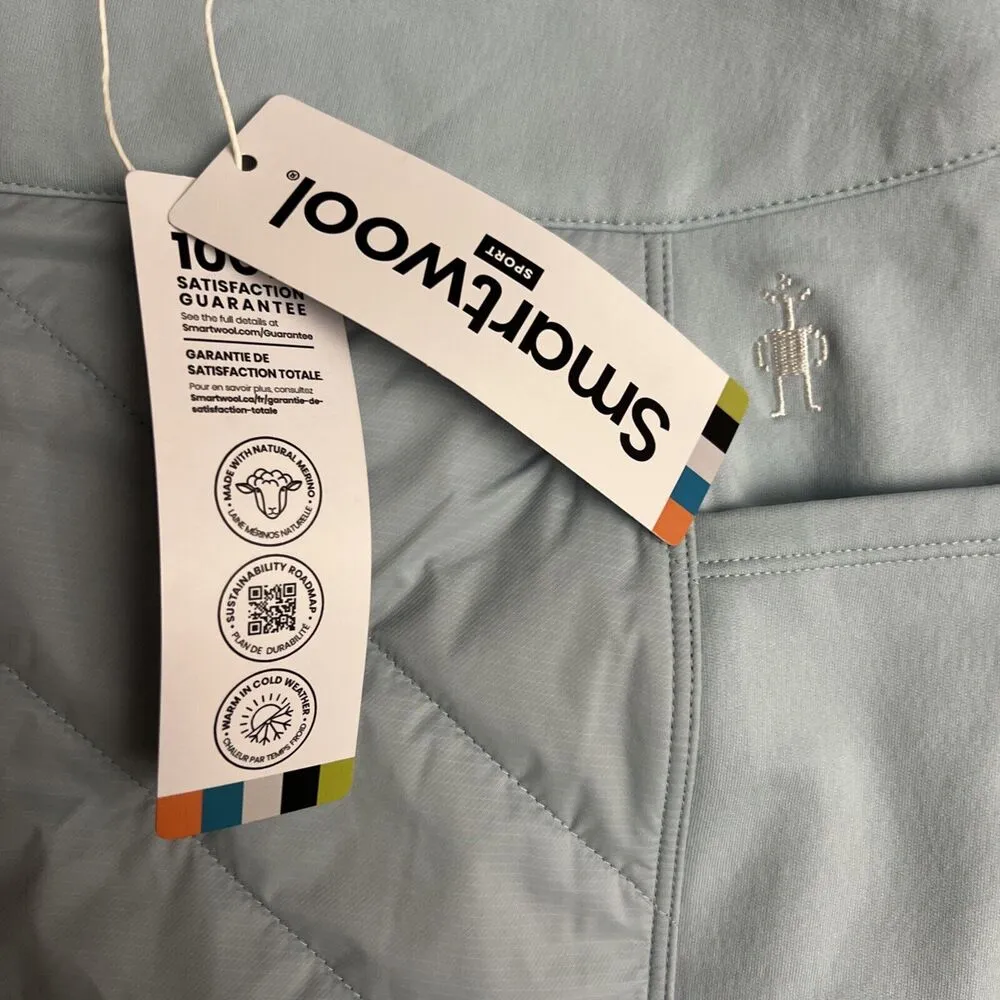 Smartwool®
SPORT
SATISFACTION
GUARANTEE
See the full details at
Smartwool.com/Guarantee
GARANTIE DE
SATISFACTION TOTALE
Pour en savoir plus, consultez
Smartwool.ca/fr/garantie-de-
satisfaction-totale
• MADE WITH NATURAL MERINO •
LAINE MÉRINOS NATURELLE
• SUSTAINABILITY ROADMAP •
PLAN DE DURABILITÉ
• WARM IN COLD WEATHER •
CHALEUR PAR TEMPS FROID